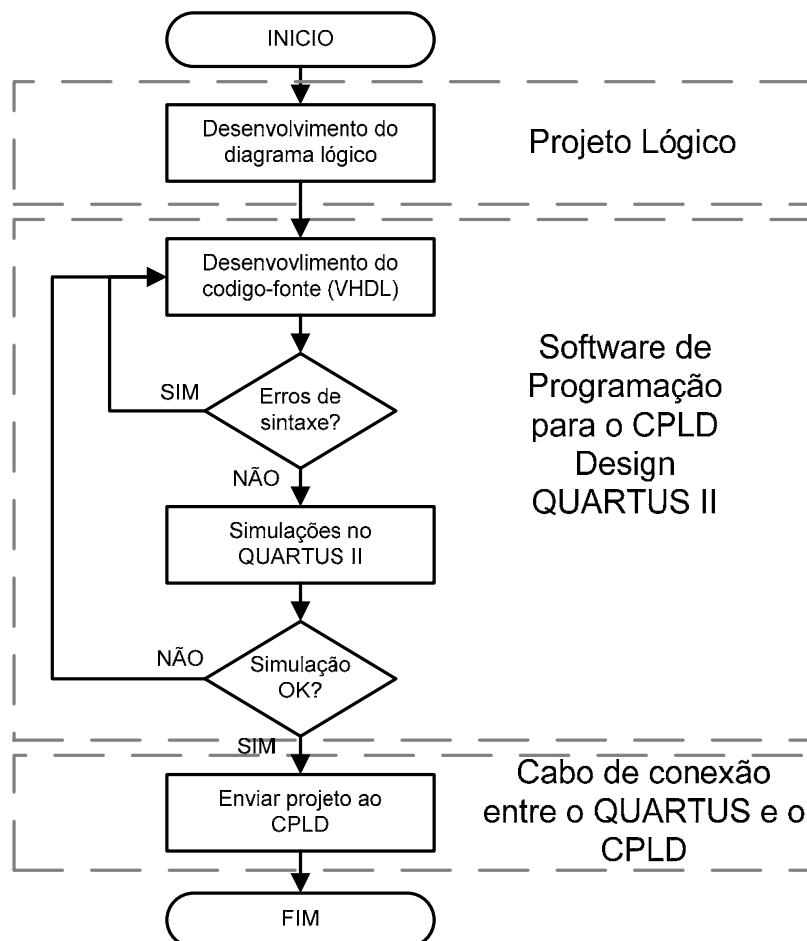 INICIO
Desenvolvimento do
diagrama lógico
Projeto Lógico
Desenvovlimento do
codigo-fonte (VHDL)
SIM
Erros de
sintaxe?
NÃO
Software de
Programação
para o CPLD
Design
QUARTUS II
Simulações no
QUARTUS II
NÃO
Simulação
OK?
SIM
Enviar projeto ao
CPLD
Cabo de conexão
entre o QUARTUS e o
CPLD
FIM